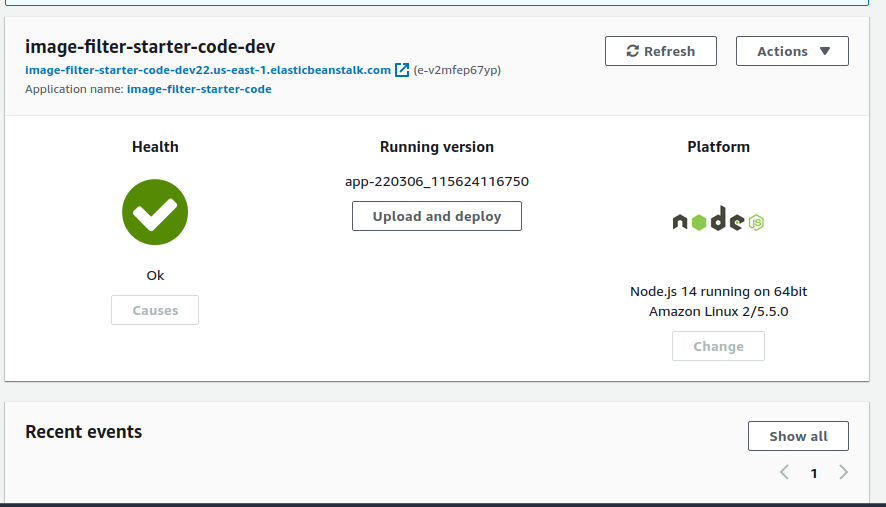 image-filter-starter-code-dev
Refresh
Actions
image-filter-starter-code-dev22.us-east-1.elasticbeanstalk.com (e-v2mfep67yp)
Application name: image-filter-starter-code
Health
Running version
Platform
app-220306_115624116750
Upload and deploy
node
JS
Ok
Causes
Node.js 14 running on 64bit
Amazon Linux 2/5.5.0
Change
Recent events
Show all
1